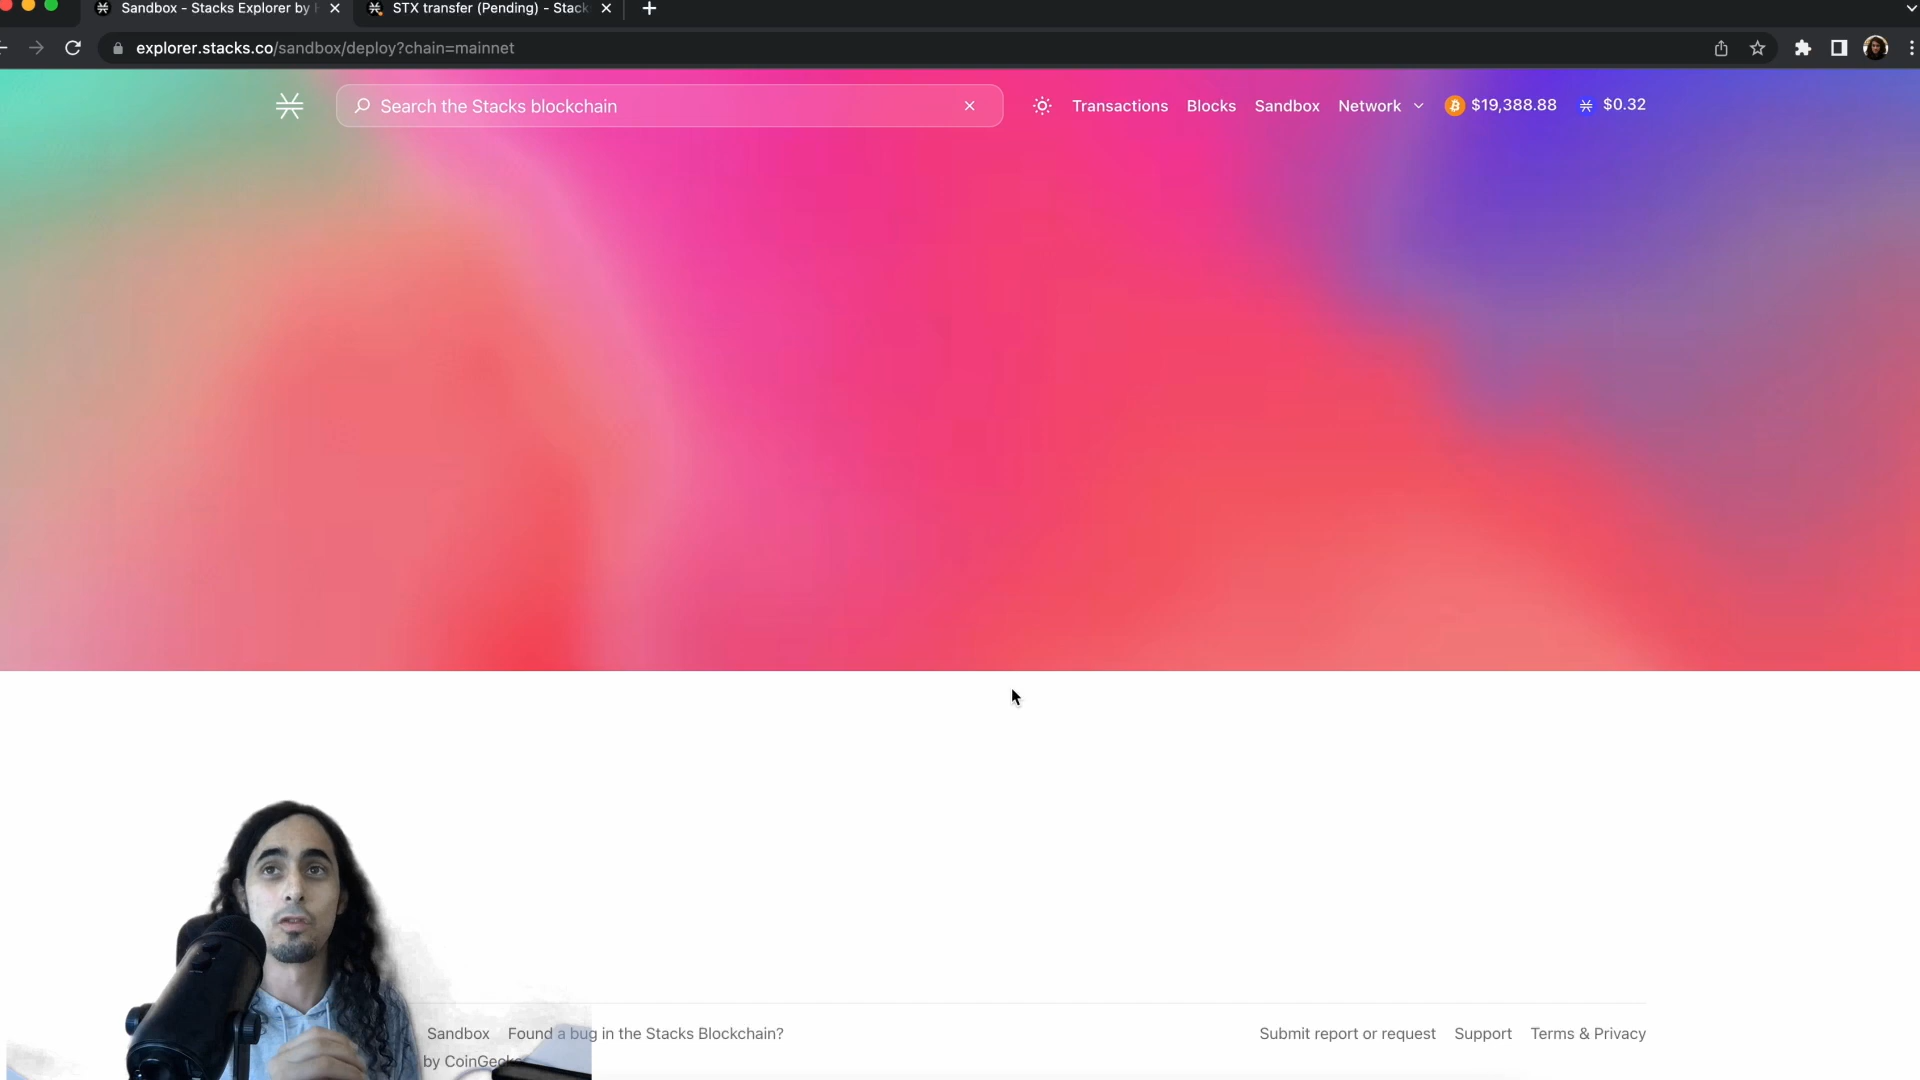 Sandbox - Stacks Explorer by
STX transfer (Pending) - Stack
explorer.stacks.co/sandbox/deploy?chain=mainnet
Search the Stacks blockchain
Transactions Blocks Sandbox Network $19,388.88 $0.32
Sandbox Found a bug in the Stacks Blockchain? Submit report or request Support Terms & Privacy
by CoinGecko